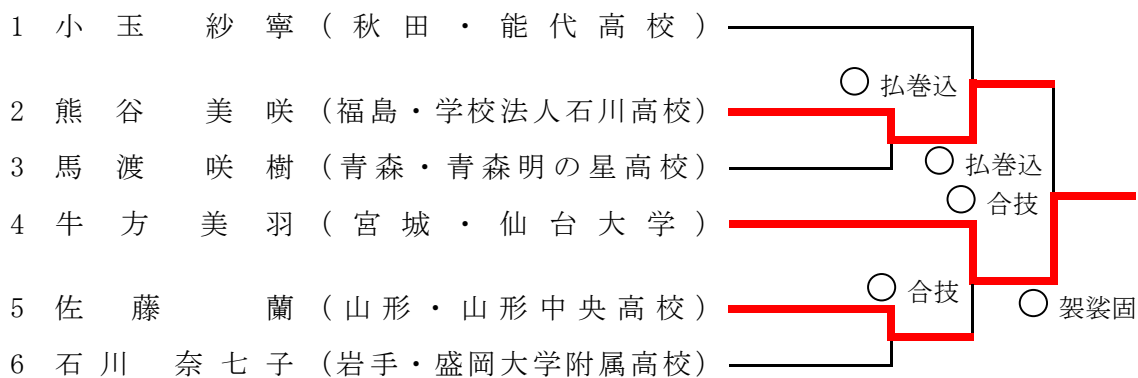 1 小玉 紗寧 (秋田・能代高校)
○ 払巻込
2 熊谷 美咲 (福島・学校法人石川高校)
3 馬渡 咲樹 (青森・青森明の星高校)
○ 払巻込
○ 合技
4 牛方 美羽 (宮城・仙台大学)
○ 合技
5 佐藤 蘭 (山形・山形中央高校)
○ 袈裟固
6 石川 奈七子 (岩手・盛岡大学附属高校)